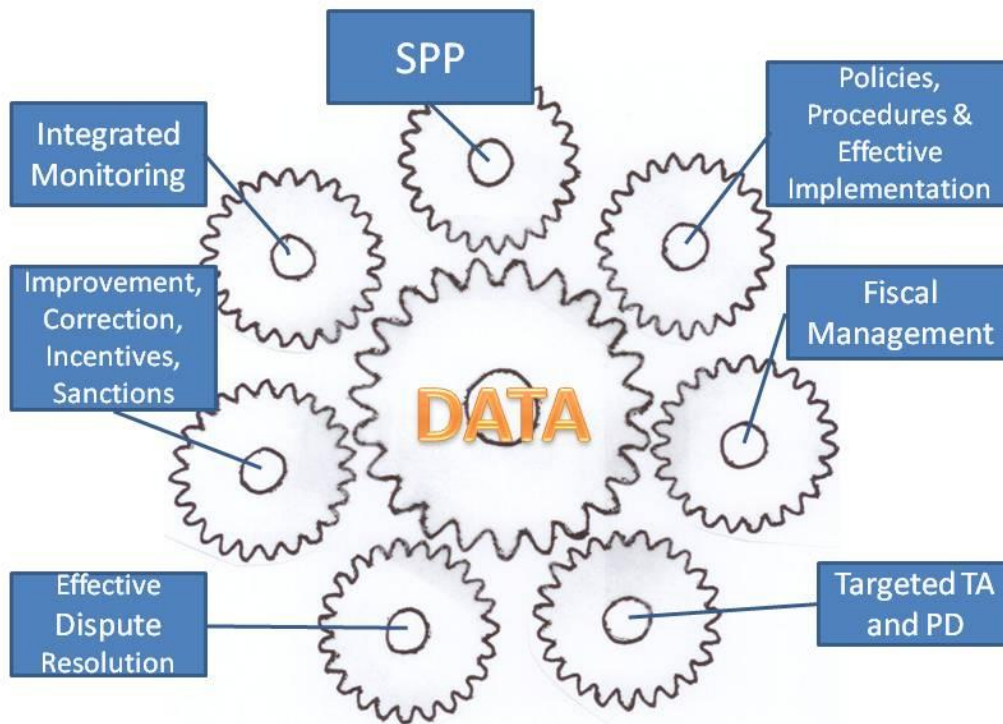 SPP
Policies,
Procedures &
Effective
Implementation
Integrated
Monitoring
Improvement,
Correction,
Incentives,
Sanctions
Fiscal
Management
DATA
Effective
Dispute
Resolution
Targeted TA
and PD